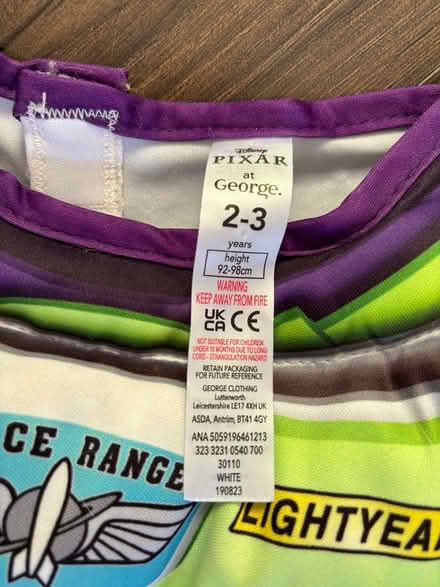 Disney
PIXAR
at
George.
2-3
years
height
92-98cm
WARNING
KEEP AWAY FROM FIRE
UK
CA CE
NOT SUITABLE FOR CHILDREN
UNDER 18 MONTHS DUE TO LONG
CORD - STRANGULATION HAZARD
RETAIN PACKAGING
FOR FUTURE REFERENCE
GEORGE CLOTHING
Lutterworth
Leicestershire LE17 4XH UK
ASDA, Antrim, BT41 4GY
ANA 5059196461213
323 3231 0540 700
30110
WHITE
190823
CE RANGE
LIGHTYEA